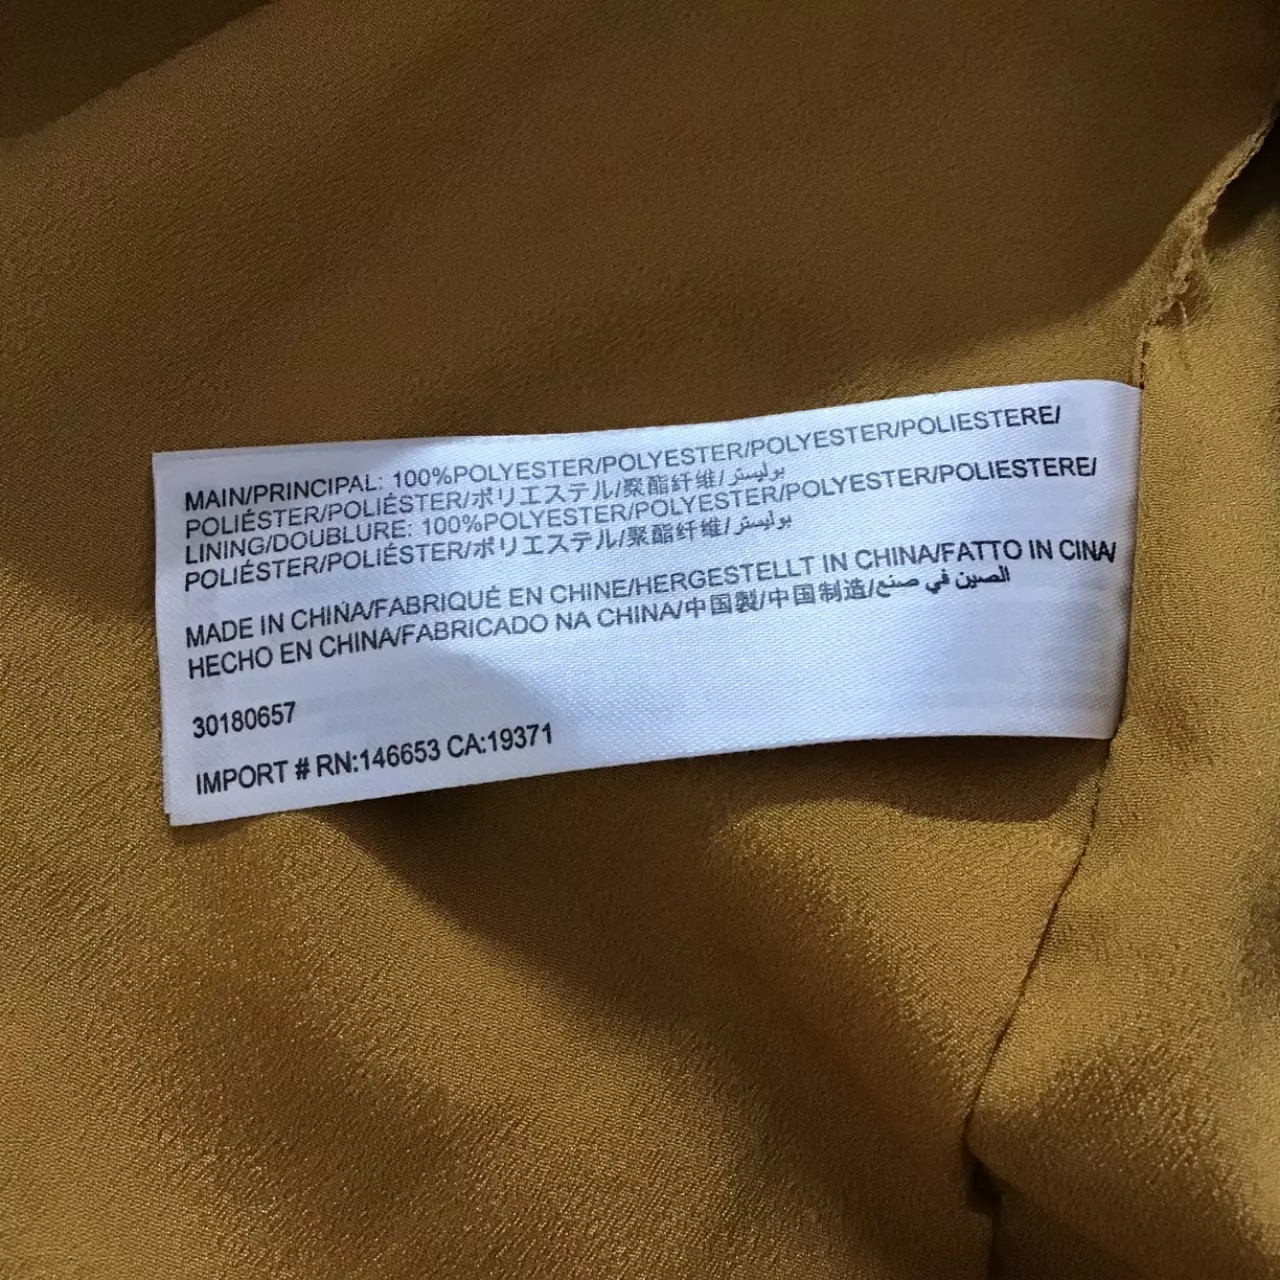 MAIN/PRINCIPAL: 100%POLYESTER/POLYESTER/POLYESTER/POLIESTERE/
POLIÉSTER/POLIÉSTER/ポリエステル/聚酯纤维/بوليستر/
LINING/DOUBLURE: 100%POLYESTER/POLYESTER/POLYESTER/POLIESTERE/
POLIÉSTER/POLIÉSTER/ポリエステル/聚酯纤维/بوليستر/
MADE IN CHINA/FABRIQUÉ EN CHINE/HERGESTELLT IN CHINA/FATTO IN CINA/
HECHO EN CHINA/FABRICADO NA CHINA/中国製/中国制造/الصين في صنع
30180657
IMPORT # RN:146653 CA:19371